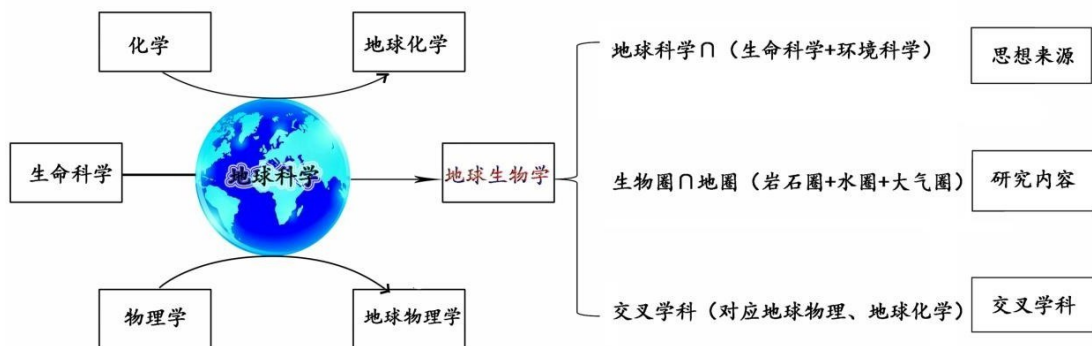 化学
地球化学
地球科学∩（生命科学+环境科学）
思想来源
生命科学
地球科学
地球生物学
生物圈∩地圈（岩石圈+水圈+大气圈）
研究内容
物理学
地球物理学
交叉学科（对应地球物理、地球化学）
交叉学科